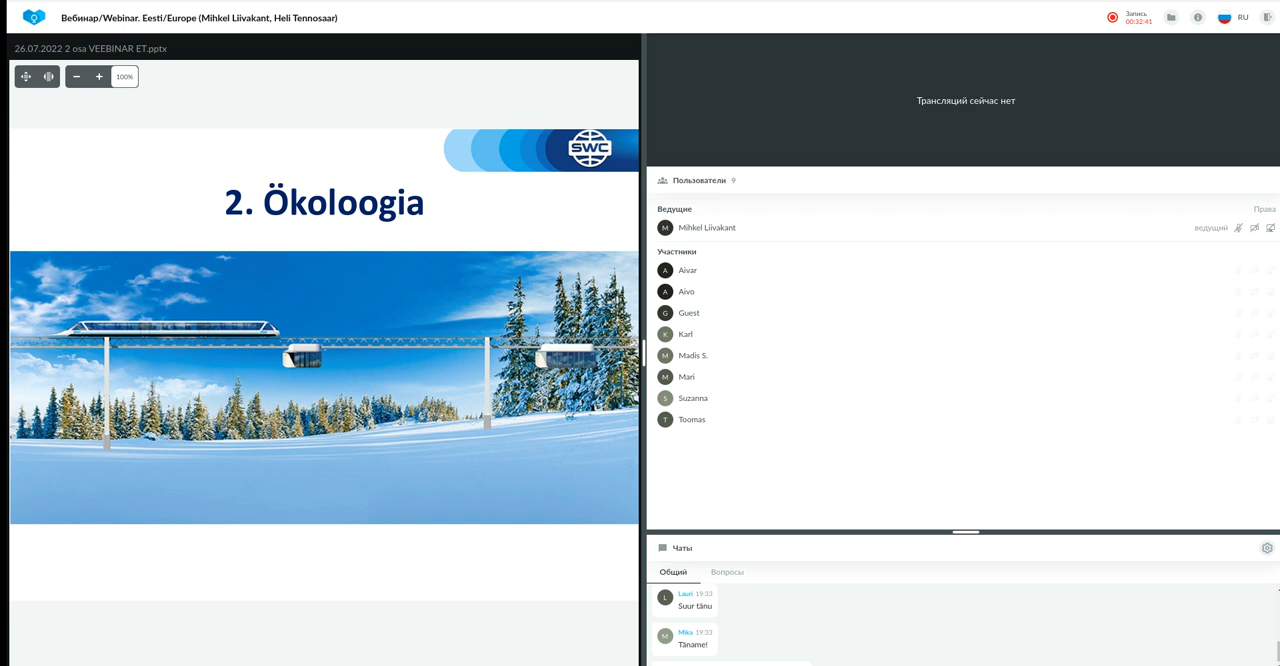 Вебинар/Webinar. Eesti/Europe (Mihkel Liivakant, Heli Tennosaar)
Запись
00:32:41
RU
26.07.2022 2 osa VEEBINAR ET.pptx
100%
SWC
2. Ökoloogia
Трансляций сейчас нет
Пользователи 9
Ведущие
Права
M Mihkel Liivakant
ведущий
Участники
A Aivar
A Aivo
G Guest
K Karl
M Madis S.
M Mari
S Suzanna
T Toomas
Чаты
Общий Вопросы
L Lauri 19:33
Suur tänu
M Mika 19:33
Täname!